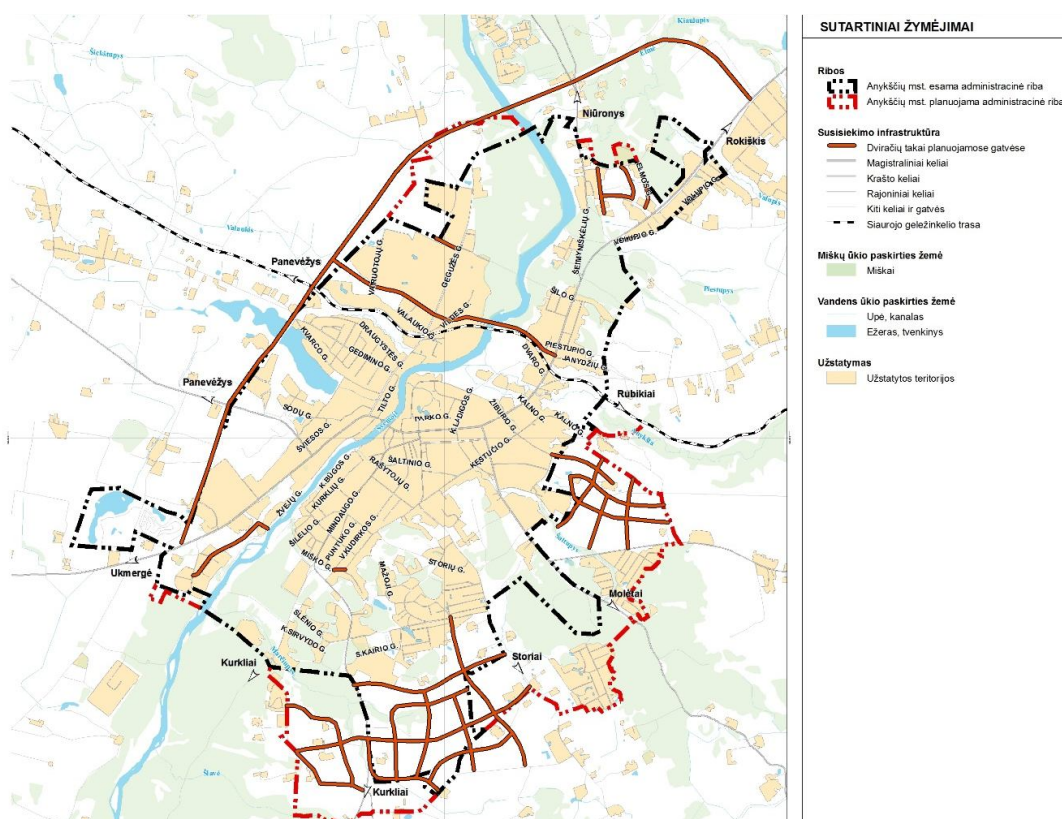 SUTARTINIAI ŽYMĖJIMAI
Ribos
Anykščių mst. esama administracinė riba
Anykščių mst. planuojama administracinė riba
Susisiekimo infrastruktūra
Dviračių takai planuojamose gatvėse
Magistraliniai keliai
Krašto keliai
Rajoniniai keliai
Kiti keliai ir gatvės
Siaurojo geležinkelio trasa
Miškų ūkio paskirties žemė
Miškai
Vandens ūkio paskirties žemė
Upė, kanalas
Ežeras, tvenkinys
Užstatymas
Užstatytos teritorijos
Niūronys
Rokiškis
ŠEIMYNIŠKĖLIŲ G.
Panevėžys
GEGUŽĖS G.
VALAUKIO G.
ŠILO G.
PIESTUPIO G.
JANYDŽIŲ G.
DVARO G.
DRAUGYSTĖS G.
GEDIMINO G.
KVARCO G.
Panevėžys
TILTO G.
SODŲ G.
ŠVIESOS G.
K.LADIGOS G.
ŽIBURIO G.
KALNO G.
KALNO G.
Rubikiai
KĘSTUČIO G.
ŠALTINIO G.
RAŠYTOJŲ G.
K.BŪGOS G.
KURKLIŲ G.
ŽVEJŲ G.
ŠILELIO G.
MINDAUGO G.
PUNTUKO G.
V.KUDIRKOS G.
MIŠKO G.
Ukmergė
MAŽOJI G.
STORIŲ G.
Molėtai
SLĖNIO G.
K.SIRVYDO G.
S.KAIRIO G.
Kurkliai
Storiai
Kurkliai